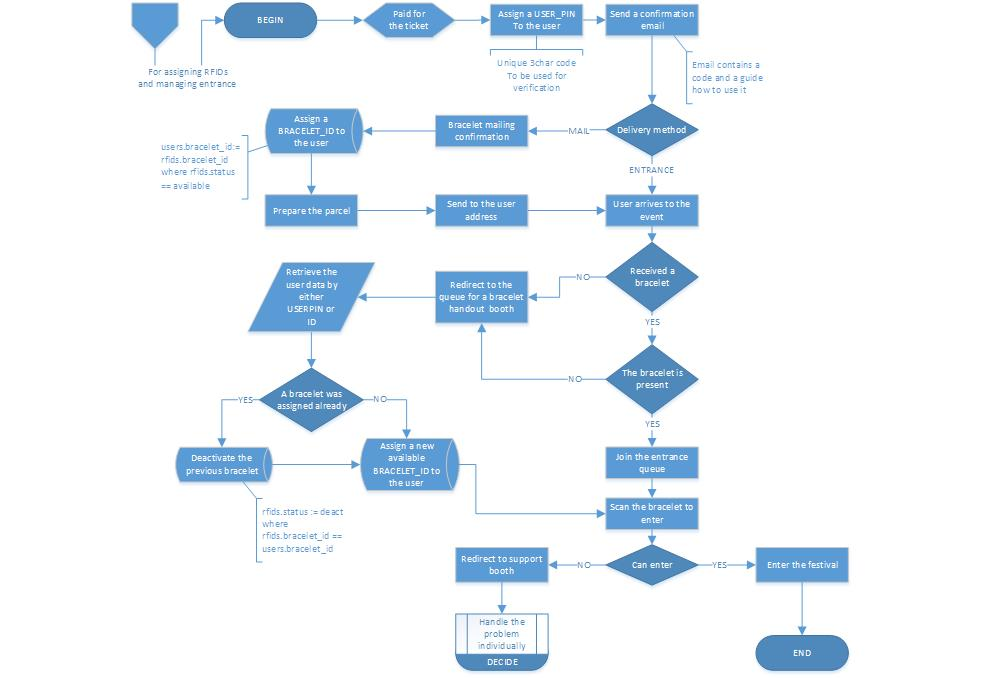 BEGIN
Paid for
the ticket
Assign a USER_PIN
To the user
Send a confirmation
email
For assigning RFIDs
and managing entrance
Unique 3char code
To be used for
verification
Email contains a
code and a guide
how to use it
Delivery method
MAIL
Bracelet mailing
confirmation
Assign a
BRACELET_ID to
the user
users.bracelet_id:=
rfids.bracelet_id
where rfids.status
== available
ENTRANCE
Prepare the parcel
Send to the user
address
User arrives to the
event
Received a
bracelet
NO
Redirect to the
queue for a bracelet
handout booth
Retrieve the
user data by
either
USERPIN or
ID
YES
The bracelet is
present
NO
A bracelet was
assigned already
YES
NO
YES
Deactivate the
previous bracelet
Assign a new
available
BRACELET_ID to
the user
Join the entrance
queue
rfids.status := deact
where
rfids.bracelet_id ==
users.bracelet_id
Scan the bracelet to
enter
Can enter
NO
YES
Redirect to support
booth
Enter the festival
Handle the
problem
individually
DECIDE
END